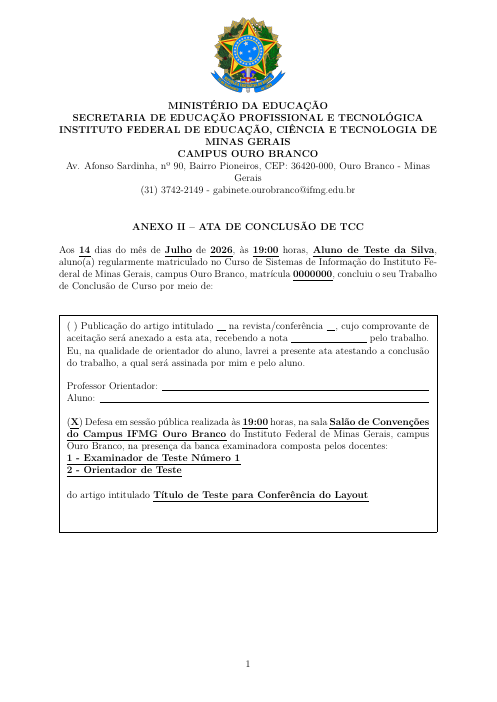 MINISTÉRIO DA EDUCAÇÃO
SECRETARIA DE EDUCAÇÃO PROFISSIONAL E TECNOLÓGICA
INSTITUTO FEDERAL DE EDUCAÇÃO, CIÊNCIA E TECNOLOGIA DE
MINAS GERAIS
CAMPUS OURO BRANCO
Av. Afonso Sardinha, nº 90, Bairro Pioneiros, CEP: 36420-000, Ouro Branco - Minas
Gerais
(31) 3742-2149 - gabinete.ourobranco@ifmg.edu.br
ANEXO II – ATA DE CONCLUSÃO DE TCC
Aos 14 dias do mês de Julho de 2026, às 19:00 horas, Aluno de Teste da Silva,
aluno(a) regularmente matriculado no Curso de Sistemas de Informação do Instituto Fe-
deral de Minas Gerais, campus Ouro Branco, matrícula 0000000, concluiu o seu Trabalho
de Conclusão de Curso por meio de:
( ) Publicação do artigo intitulado __ na revista/conferência __, cujo comprovante de
aceitação será anexado a esta ata, recebendo a nota ________________ pelo trabalho.
Eu, na qualidade de orientador do aluno, lavrei a presente ata atestando a conclusão
do trabalho, a qual será assinada por mim e pelo aluno.
Professor Orientador: ________________
Aluno: ________________
(X) Defesa em sessão pública realizada às 19:00 horas, na sala Salão de Convenções
do Campus IFMG Ouro Branco do Instituto Federal de Minas Gerais, campus
Ouro Branco, na presença da banca examinadora composta pelos docentes:
1 - Examinador de Teste Número 1
2 - Orientador de Teste
do artigo intitulado Título de Teste para Conferência do Layout
1